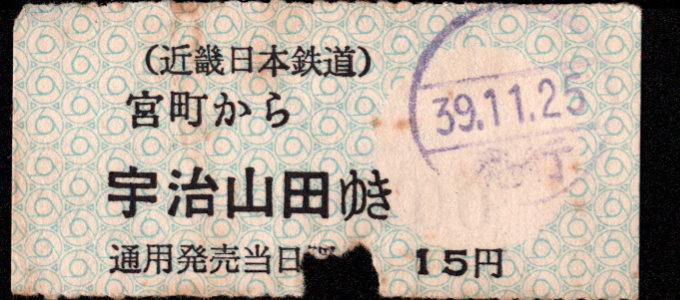 (近畿日本鉄道)
宮町から
宇治山田ゆき
通用発売当日
15円
39.11.25